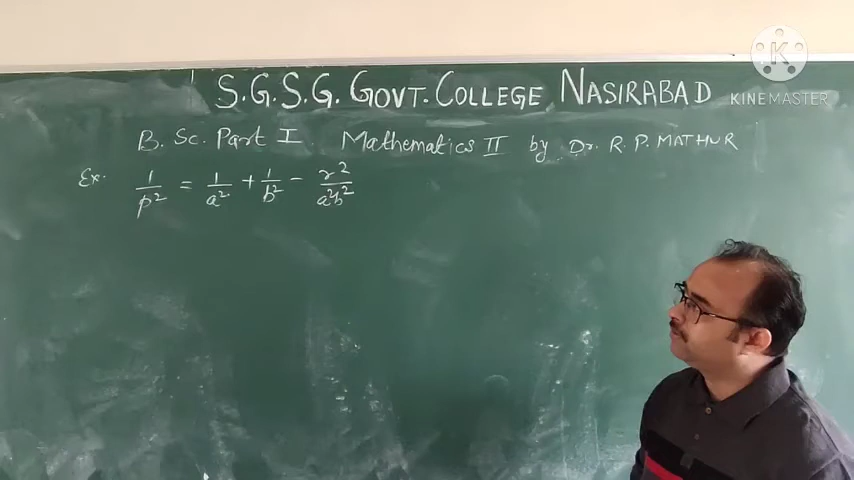 S.G.S.G. GOVT. COLLEGE NASIRABAD
K
KINEMASTER
B. Sc. Part I Mathematics II by Dr. R. P. MATHUR
Ex. 1/p² = 1/a² + 1/b² - r²/a²b²